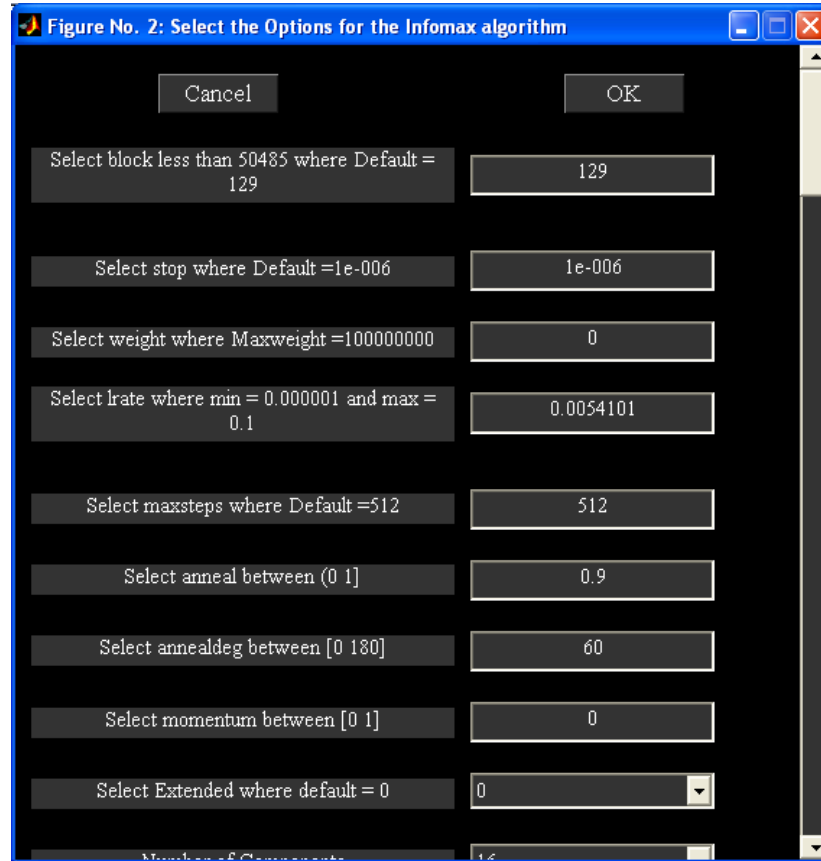 Figure No. 2: Select the Options for the Infomax algorithm
Cancel
OK
Select block less than 50485 where Default =
129
129
Select stop where Default =1e-006
1e-006
Select weight where Maxweight =100000000
0
Select lrate where min = 0.000001 and max =
0.1
0.0054101
Select maxsteps where Default =512
512
Select anneal between (0 1]
0.9
Select annealdeg between [0 180]
60
Select momentum between [0 1]
0
Select Extended where default = 0
0
Number of Components
16